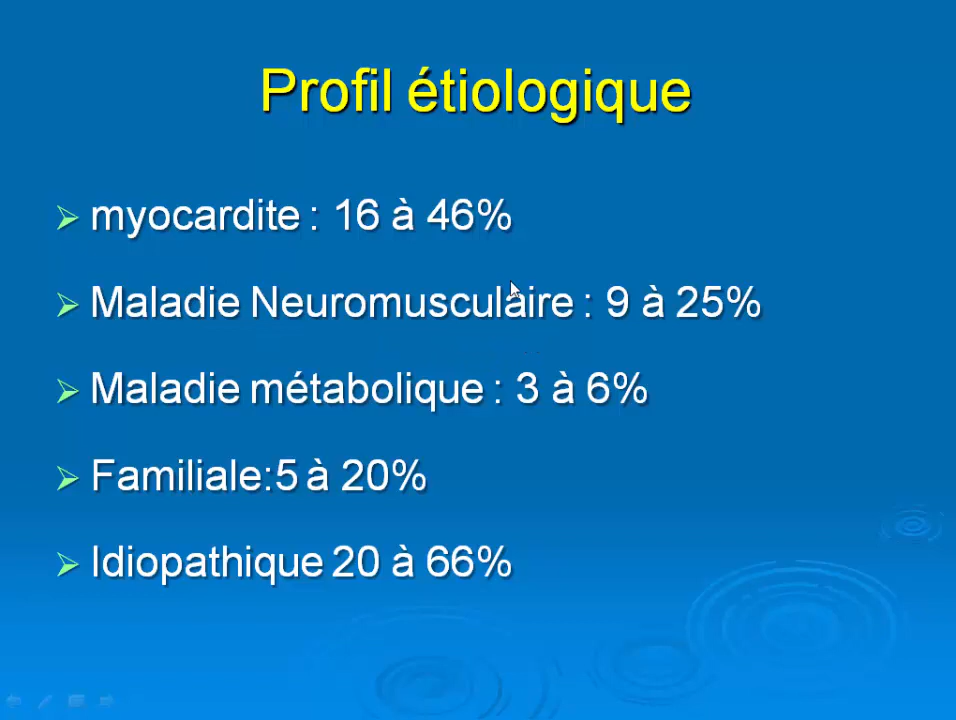 Profil étiologique
myocardite : 16 à 46%
Maladie Neuromusculaire : 9 à 25%
Maladie métabolique : 3 à 6%
Familiale:5 à 20%
Idiopathique 20 à 66%